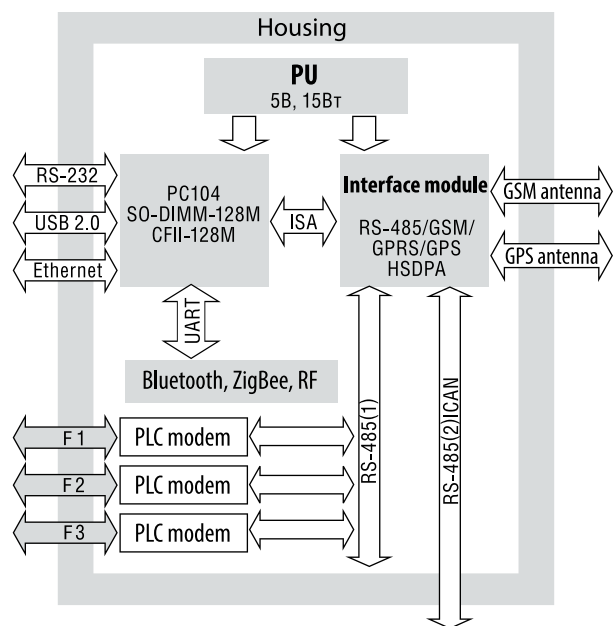 Housing
PU
5В, 15Вт
RS-232
USB 2.0
Ethernet
PC104
SO-DIMM-128M
CFII-128M
ISA
Interface module
RS-485/GSM/
GPRS/GPS
HSDPA
GSM antenna
GPS antenna
UART
Bluetooth, ZigBee, RF
F1
PLC modem
F2
PLC modem
F3
PLC modem
RS-485(1)
RS-485(2)ICAN